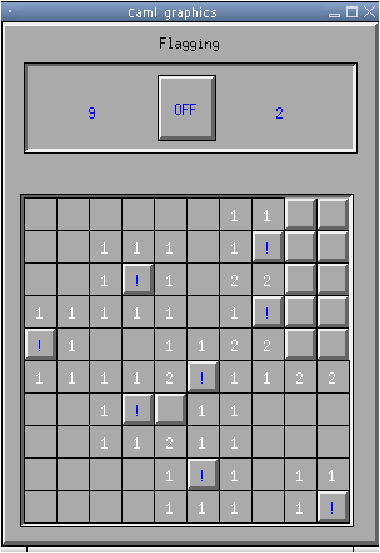 caml graphics
Flagging
9 OFF 2
1 1
1 1 1 1 !
1 ! 1 2 2
1 1 1 1 1 1 !
! 1 1 1 2 2
1 1 1 1 2 ! 1 1 2 2
1 ! 1 1
1 1 2 1 1
1 ! 1 1 1
1 1 1 1 !